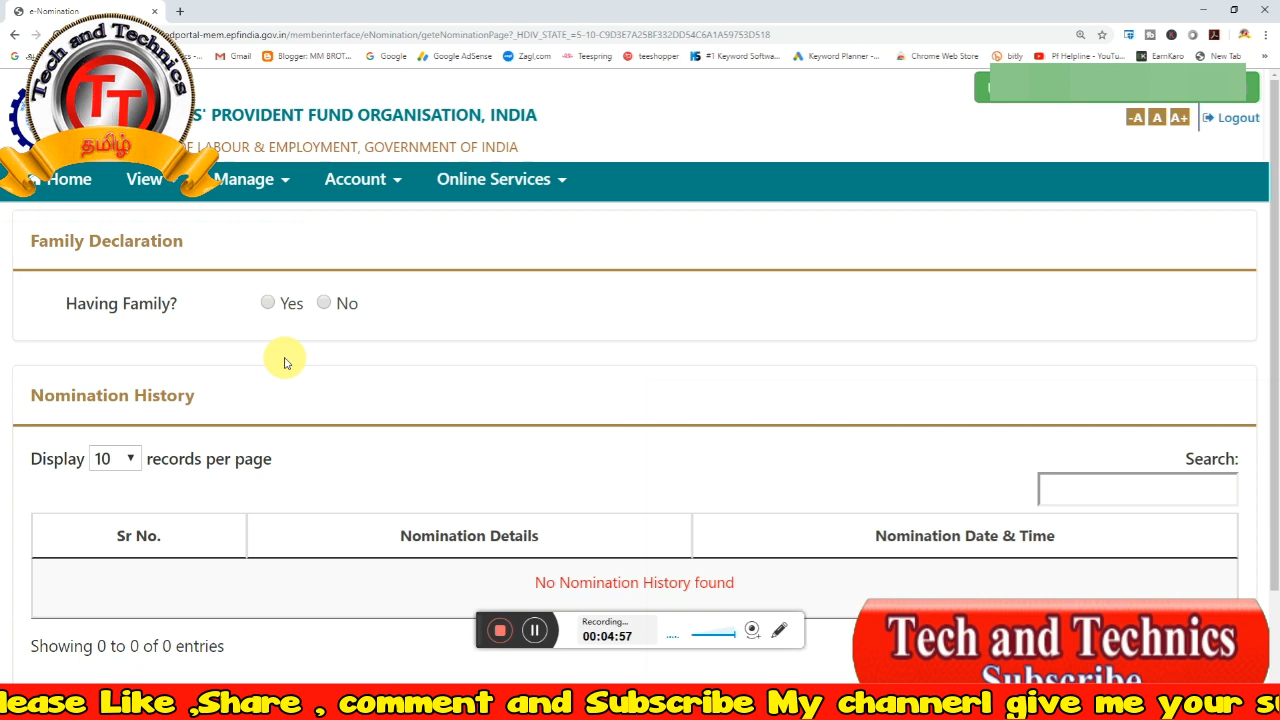 e-Nomination
dportal-mem.epfindia.gov.in/memberinterface/eNomination/geteNominationPage?_HDIV_STATE_=5-10-C9D3E7A25BF332DD54C6A1A59753D518
Gmail Blogger: MM BROT... Google Google AdSense Zagl.com Teespring teeshopper #1 Keyword Softwa... Keyword Planner -... Chrome Web Store bitly Pf Helpline - YouTu... EarnKaro New Tab »
Tech and Technics
TT
தமிழ்
S' PROVIDENT FUND ORGANISATION, INDIA
-A A A+ Logout
F LABOUR & EMPLOYMENT, GOVERNMENT OF INDIA
Home View Manage Account Online Services
Family Declaration
Having Family? Yes No
Nomination History
Display 10 records per page
Search:
Sr No. Nomination Details Nomination Date & Time
No Nomination History found
Recording...
00:04:57
Showing 0 to 0 of 0 entries
Tech and Technics
Subscribe
lease Like ,Share , comment and Subscribe My channerl give me your su